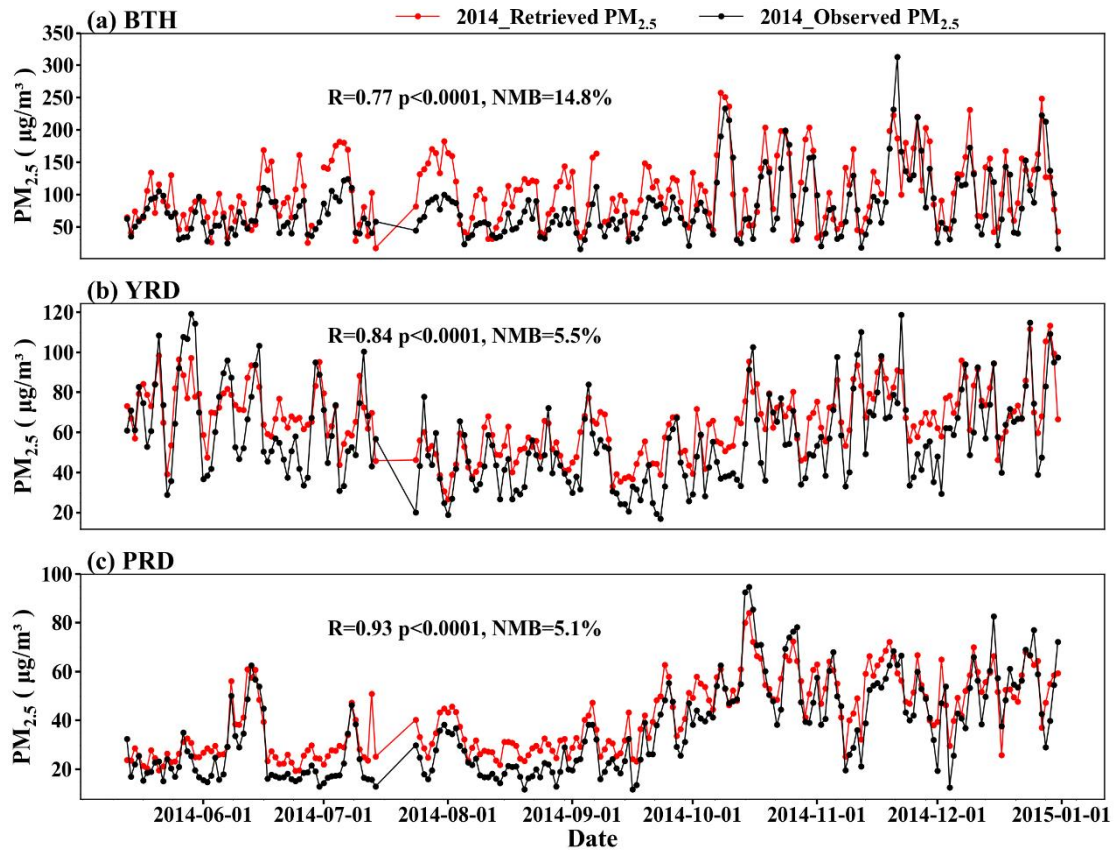 (a) BTH
2014_Retrieved PM2.5 2014_Observed PM2.5
350
300
250
200
150
100
50
PM2.5 ( μg/m³ )
R=0.77 p<0.0001, NMB=14.8%
(b) YRD
120
100
80
60
40
20
PM2.5 ( μg/m³ )
R=0.84 p<0.0001, NMB=5.5%
(c) PRD
100
80
60
40
20
PM2.5 ( μg/m³ )
R=0.93 p<0.0001, NMB=5.1%
2014-06-01 2014-07-01 2014-08-01 2014-09-01 2014-10-01 2014-11-01 2014-12-01 2015-01-01
Date